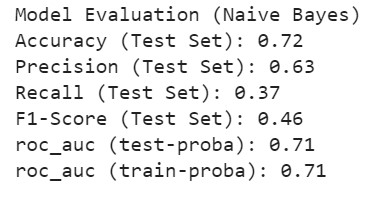 Model Evaluation (Naive Bayes)
Accuracy (Test Set): 0.72
Precision (Test Set): 0.63
Recall (Test Set): 0.37
F1-Score (Test Set): 0.46
roc_auc (test-proba): 0.71
roc_auc (train-proba): 0.71